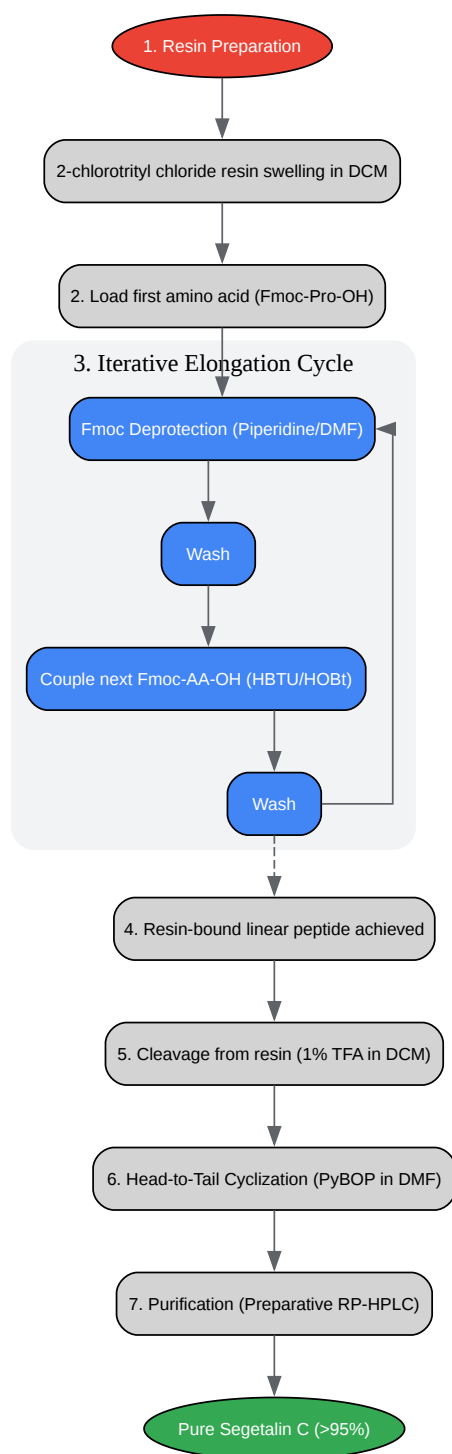 1. Resin Preparation
2-chlorotrityl chloride resin swelling in DCM
2. Load first amino acid (Fmoc-Pro-OH)
3. Iterative Elongation Cycle
Fmoc Deprotection (Piperidine/DMF)
Wash
Couple next Fmoc-AA-OH (HBTU/HOBt)
Wash
4. Resin-bound linear peptide achieved
5. Cleavage from resin (1% TFA in DCM)
6. Head-to-Tail Cyclization (PyBOP in DMF)
7. Purification (Preparative RP-HPLC)
Pure Segetalin C (>95%)